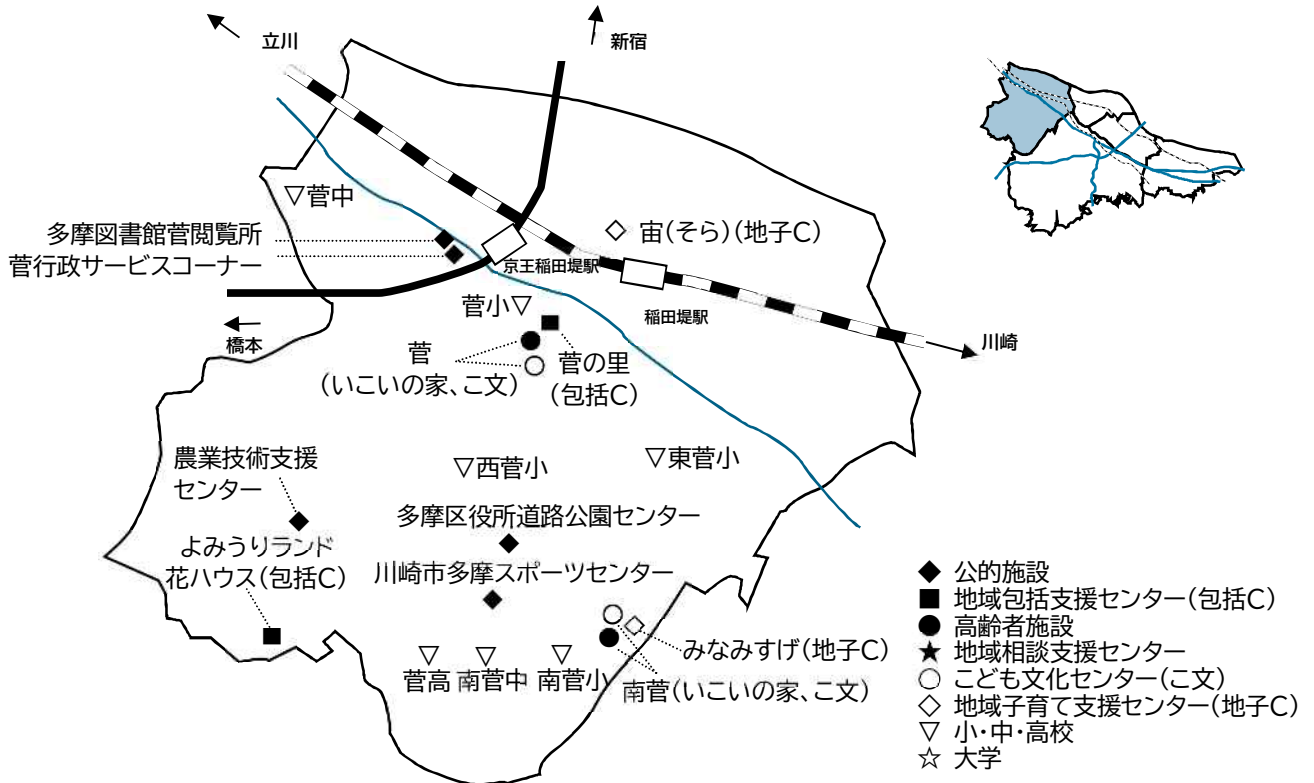 立川
新宿
▽菅中
多摩図書館菅閲覧所
菅行政サービスコーナー
◇ 宙(そら)(地子C)
京王稲田堤駅
稲田堤駅
菅小▽
橋本
川崎
菅
(いこいの家、こ文)
菅の里
(包括C)
農業技術支援
センター
▽西菅小
▽東菅小
多摩区役所道路公園センター
よみうりランド
花ハウス(包括C)
川崎市多摩スポーツセンター
みなみすげ(地子C)
菅高 南菅中 南菅小
南菅(いこいの家、こ文)
◆ 公的施設
■ 地域包括支援センター(包括C)
● 高齢者施設
★ 地域相談支援センター
○ こども文化センター(こ文)
◇ 地域子育て支援センター(地子C)
▽ 小・中・高校
☆ 大学